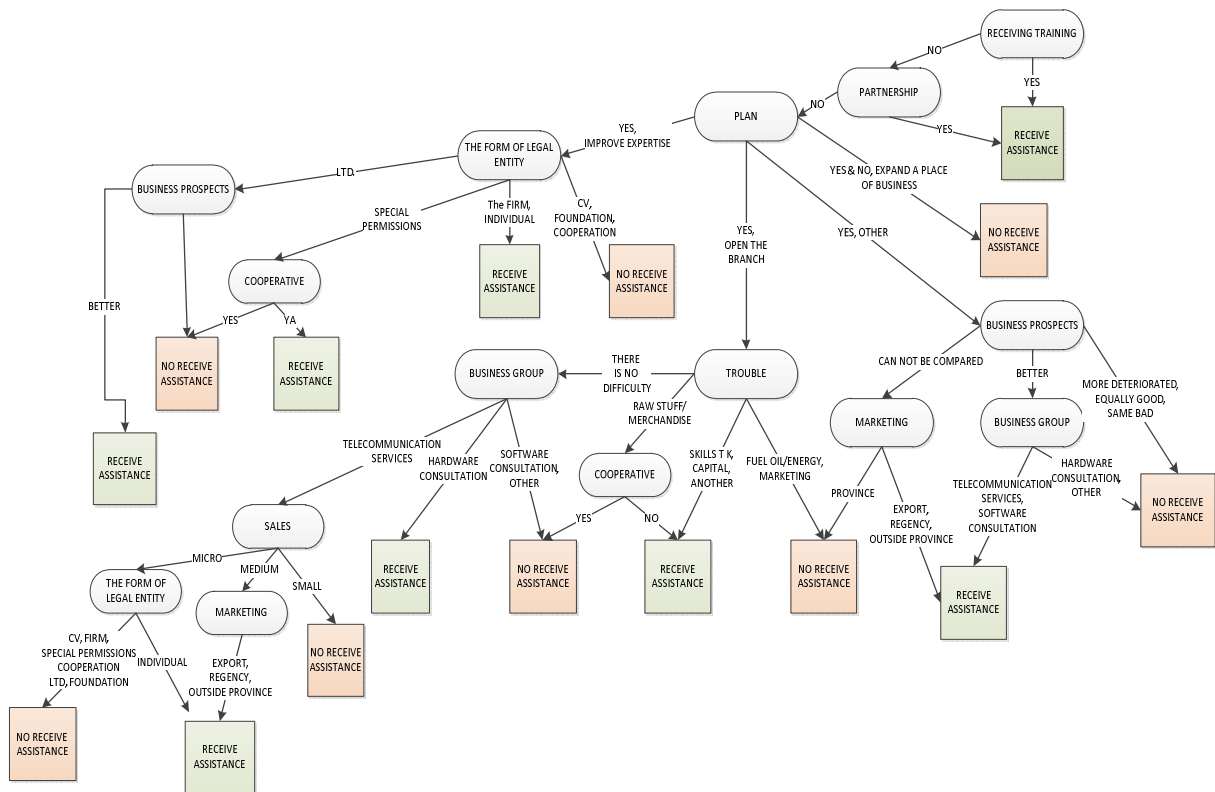 RECEIVING TRAINING
NO
YES
PARTNERSHIP
NO
YES
RECEIVE
ASSISTANCE
PLAN
YES,
IMPROVE EXPERTISE
YES & NO, EXPAND A PLACE
OF BUSINESS
NO RECEIVE
ASSISTANCE
YES,
OPEN THE
BRANCH
YES, OTHER
THE FORM OF LEGAL
ENTITY
LTD.
SPECIAL
PERMISSIONS
The FIRM,
INDIVIDUAL
CV,
FOUNDATION,
COOPERATION
BUSINESS PROSPECTS
BETTER
COOPERATIVE
RECEIVE
ASSISTANCE
NO RECEIVE
ASSISTANCE
YES
YA
NO RECEIVE
ASSISTANCE
RECEIVE
ASSISTANCE
RECEIVE
ASSISTANCE
BUSINESS PROSPECTS
CAN NOT BE COMPARED
BETTER
MORE DETERIORATED,
EQUALLY GOOD,
SAME BAD
BUSINESS GROUP
THERE
IS NO
DIFFICULTY
TROUBLE
RAW STUFF/
MERCHANDISE
SKILLS T K,
CAPITAL,
ANOTHER
FUEL OIL/ENERGY,
MARKETING
MARKETING
PROVINCE
EXPORT,
REGENCY,
OUTSIDE PROVINCE
BUSINESS GROUP
TELECOMMUNICATION
SERVICES,
SOFTWARE
CONSULTATION
HARDWARE
CONSULTATION,
OTHER
NO RECEIVE
ASSISTANCE
TELECOMMUNICATION
SERVICES
HARDWARE
CONSULTATION
SOFTWARE
CONSULTATION,
OTHER
COOPERATIVE
YES
NO
SALES
RECEIVE
ASSISTANCE
NO RECEIVE
ASSISTANCE
RECEIVE
ASSISTANCE
NO RECEIVE
ASSISTANCE
RECEIVE
ASSISTANCE
MICRO
MEDIUM
SMALL
THE FORM OF
LEGAL ENTITY
MARKETING
NO RECEIVE
ASSISTANCE
CV, FIRM,
SPECIAL PERMISSIONS
COOPERATION
LTD, FOUNDATION
INDIVIDUAL
EXPORT,
REGENCY,
OUTSIDE PROVINCE
NO RECEIVE
ASSISTANCE
RECEIVE
ASSISTANCE